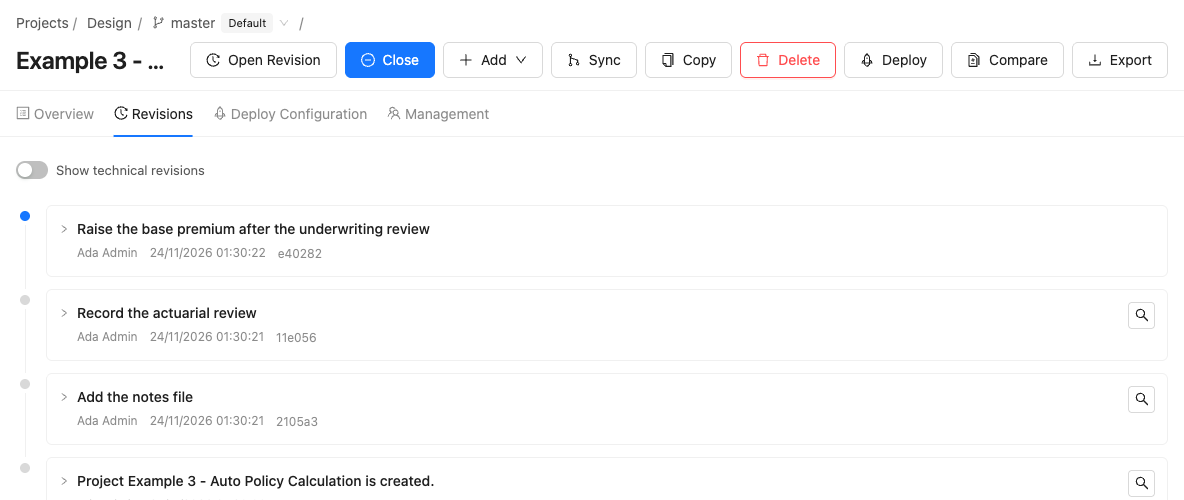 Projects / Design / master Default /
Example 3 - ... Open Revision Close Add Sync Copy Delete Deploy Compare Export
Overview Revisions Deploy Configuration Management
Show technical revisions
Raise the base premium after the underwriting review
Ada Admin 24/11/2026 01:30:22 e40282
Record the actuarial review
Ada Admin 24/11/2026 01:30:21 11e056
Add the notes file
Ada Admin 24/11/2026 01:30:21 2105a3
Project Example 3 - Auto Policy Calculation is created.